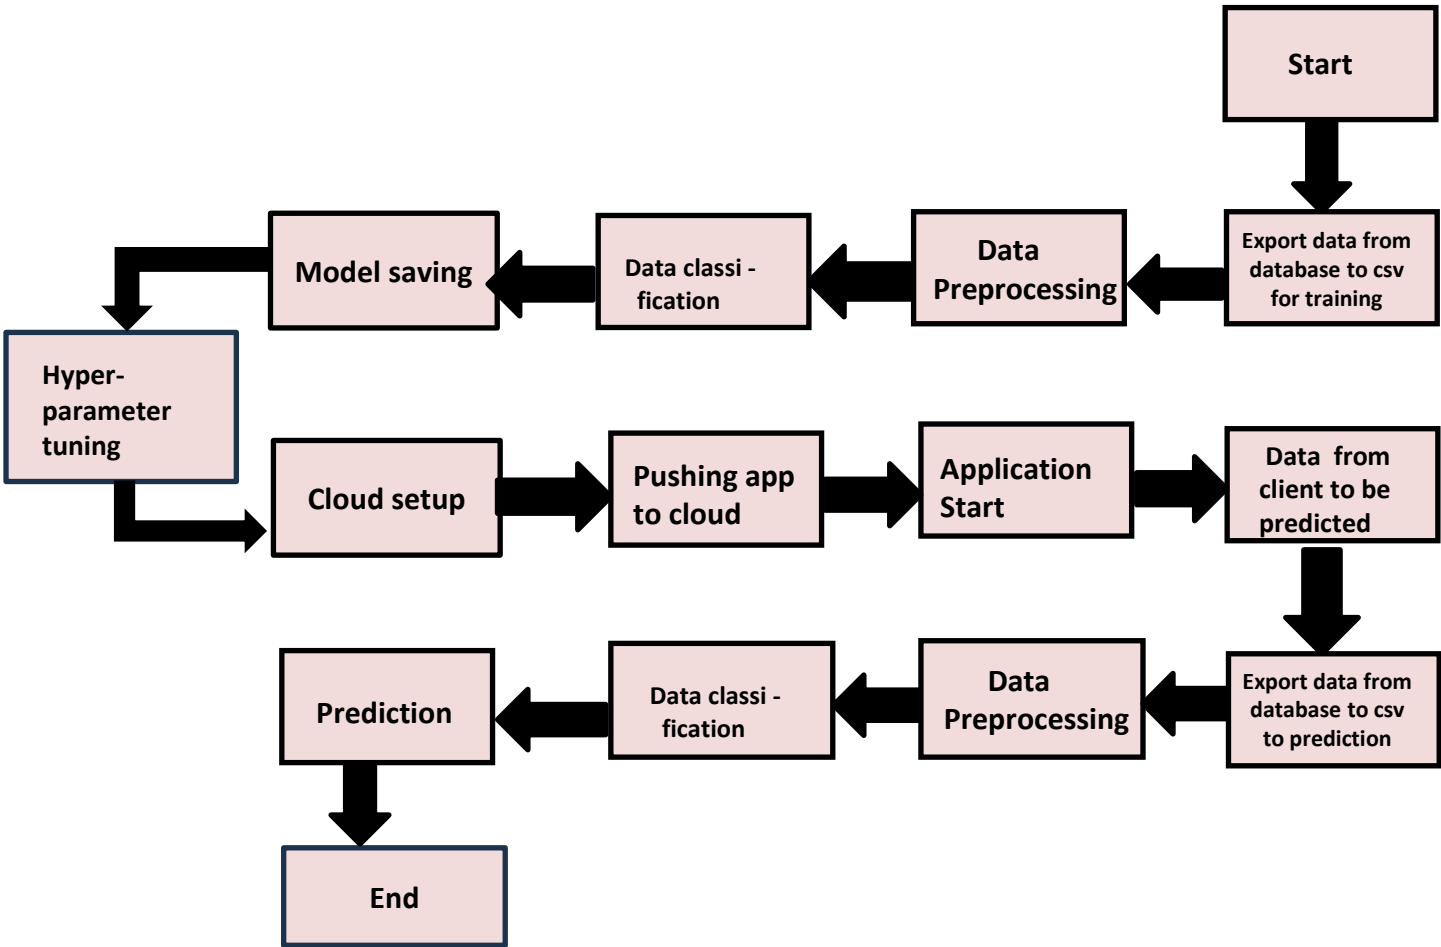 Start
Export data from
database to csv
for training
Data
Preprocessing
Data classi -
fication
Model saving
Hyper-
parameter
tuning
Cloud setup
Pushing app
to cloud
Application
Start
Data  from
client to be
predicted
Export data from
database to csv
to prediction
Data
Preprocessing
Data classi -
fication
Prediction
End